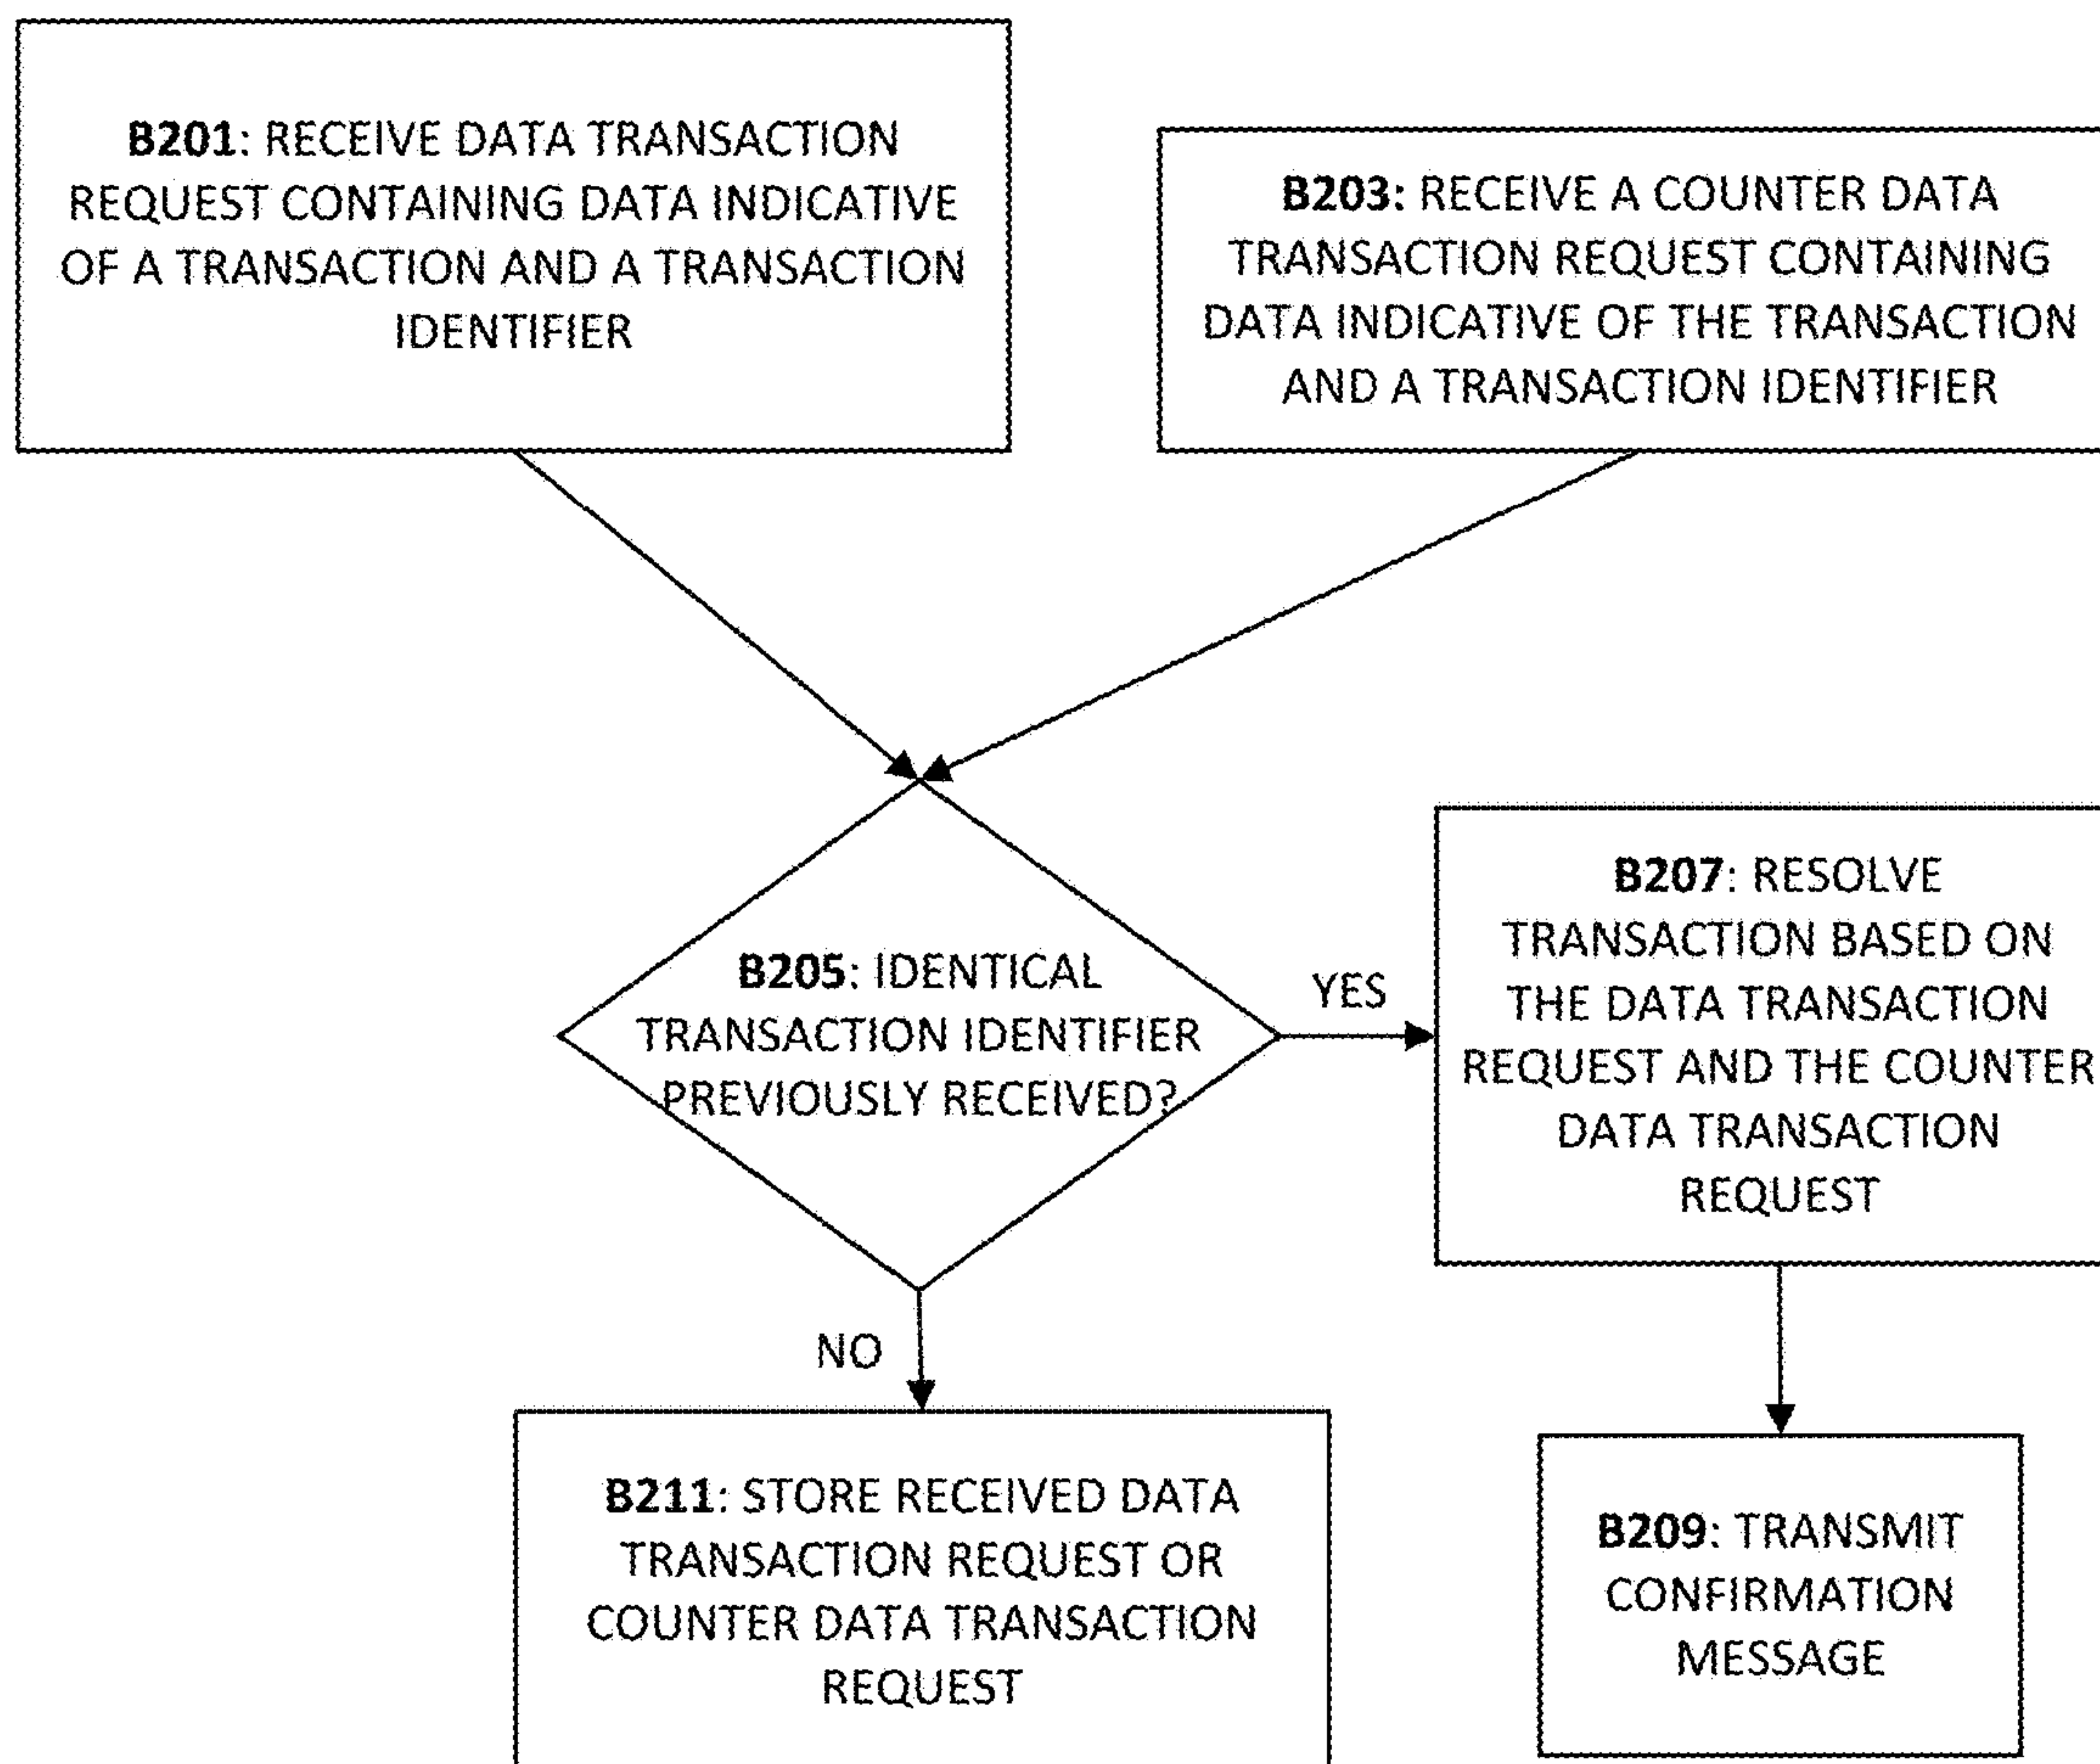 B201: RECEIVE DATA TRANSACTION
REQUEST CONTAINING DATA INDICATIVE
OF A TRANSACTION AND A TRANSACTION
IDENTIFIER
B203: RECEIVE A COUNTER DATA
TRANSACTION REQUEST CONTAINING
DATA INDICATIVE OF THE TRANSACTION
AND A TRANSACTION IDENTIFIER
B205: IDENTICAL
TRANSACTION IDENTIFIER
PREVIOUSLY RECEIVED?
YES
B207: RESOLVE
TRANSACTION BASED ON
THE DATA TRANSACTION
REQUEST AND THE COUNTER
DATA TRANSACTION
REQUEST
NO
B211: STORE RECEIVED DATA
TRANSACTION REQUEST OR
COUNTER DATA TRANSACTION
REQUEST
B209: TRANSMIT
CONFIRMATION
MESSAGE